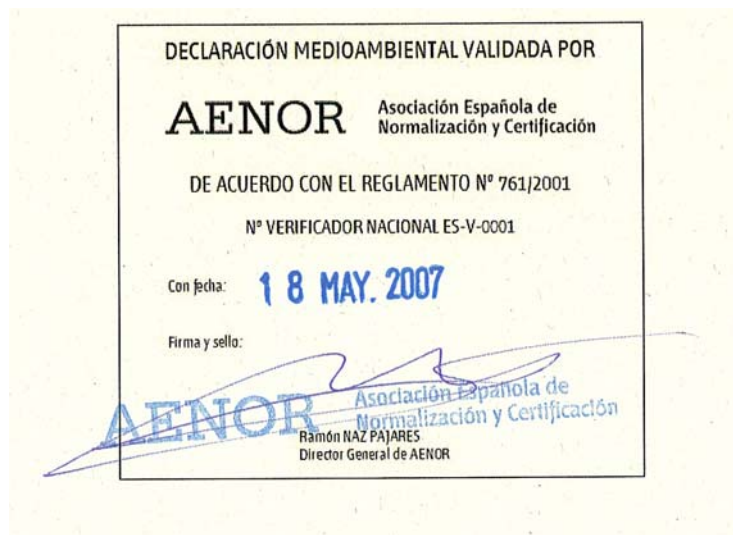 DECLARACIÓN MEDIOAMBIENTAL VALIDADA POR
AENOR
Asociación Española de
Normalización y Certificación
DE ACUERDO CON EL REGLAMENTO Nº 761/2001
Nº VERIFICADOR NACIONAL ES-V-0001
Con fecha: 18 MAY. 2007
Firma y sello:
AENOR
Asociación Española de
Normalización y Certificación
Ramón NAZ PAJARES
Director General de AENOR